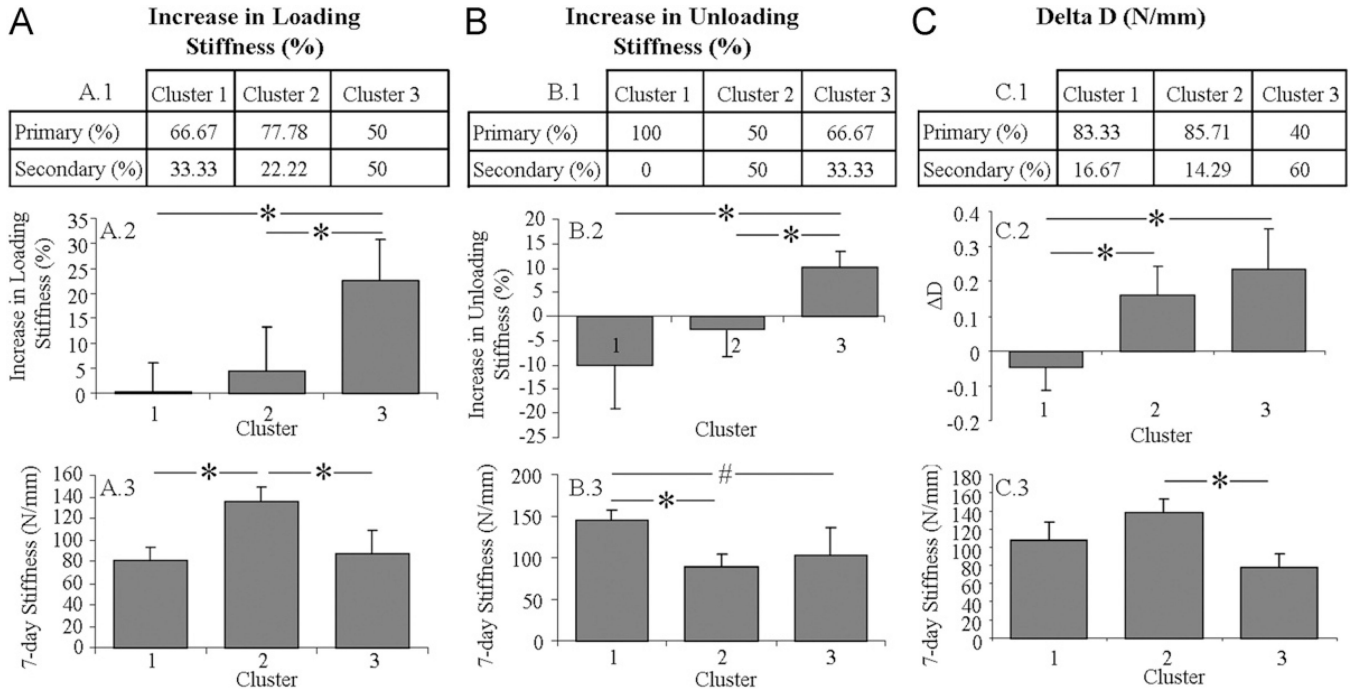 A
Increase in Loading
Stiffness (%)
A.1 Cluster 1 Cluster 2 Cluster 3
Primary (%) 66.67 77.78 50
Secondary (%) 33.33 22.22 50
A.2
Increase in Loading
Stiffness (%)
35
30
25
20
15
10
5
0
* *
1 2 3
Cluster
A.3
7-day Stiffness (N/mm)
160
140
120
100
80
60
40
20
0
* *
1 2 3
Cluster
B
Increase in Unloading
Stiffness (%)
B.1 Cluster 1 Cluster 2 Cluster 3
Primary (%) 100 50 66.67
Secondary (%) 0 50 33.33
B.2
Increase in Unloading
Stiffness (%)
20
15
10
5
0
-5
-10
-15
-20
-25
* *
1 2 3
Cluster
B.3
7-day Stiffness (N/mm)
200
150
100
50
0
#
*
1 2 3
Cluster
C
Delta D (N/mm)
C.1 Cluster 1 Cluster 2 Cluster 3
Primary (%) 83.33 85.71 40
Secondary (%) 16.67 14.29 60
C.2
ΔD
0.4
0.3
0.2
0.1
0
-0.1
-0.2
* *
1 2 3
Cluster
C.3
7-day Stiffness (N/mm)
180
160
140
120
100
80
60
40
20
0
*
1 2 3
Cluster